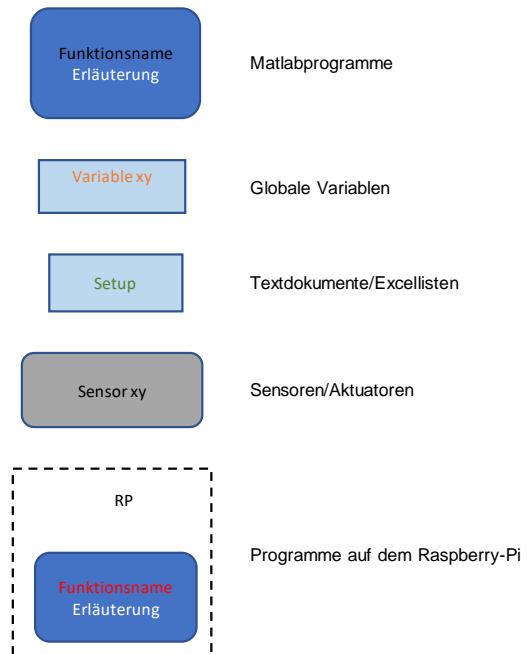 Funktionsname
Erläuterung
Matlabprogramme
Variable xy
Globale Variablen
Setup
Textdokumente/Excellisten
Sensor xy
Sensoren/Aktuatoren
RP
Programme auf dem Raspberry-Pi
Funktionsname
Erläuterung